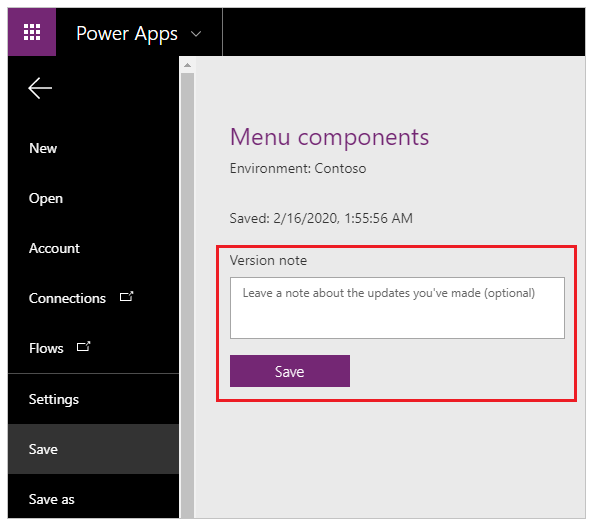 Power Apps
New
Open
Account
Connections
Flows
Settings
Save
Save as
Menu components
Environment: Contoso
Saved: 2/16/2020, 1:55:56 AM
Version note
Leave a note about the updates you've made (optional)
Save